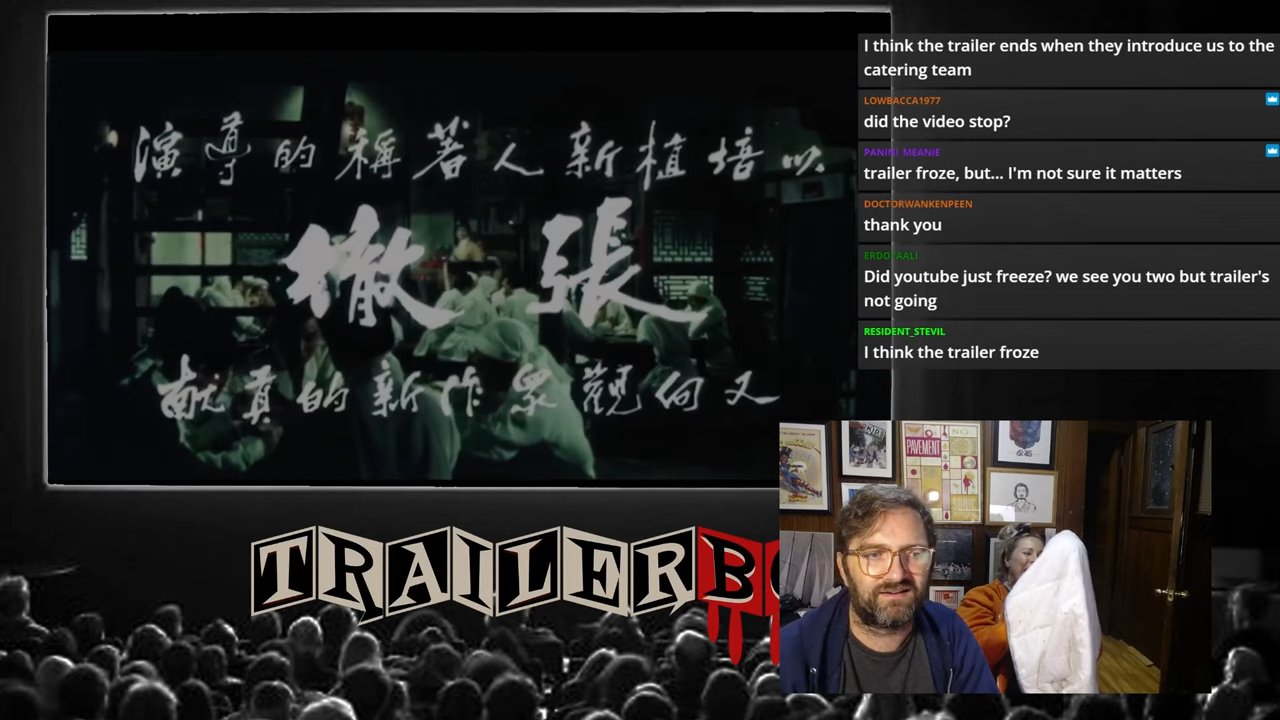 以培植新人著稱的導演
張徹
又向觀眾作新的貢献
I think the trailer ends when they introduce us to the
catering team
LOWBACCA1977
did the video stop?
PANINI_MEANIE
trailer froze, but... I'm not sure it matters
DOCTORWANKENPEEN
thank you
Did youtube just freeze? we see you two but trailer's
not going
RESIDENT_STEVIL
I think the trailer froze
TRAILERB
PAVEMENT
NO